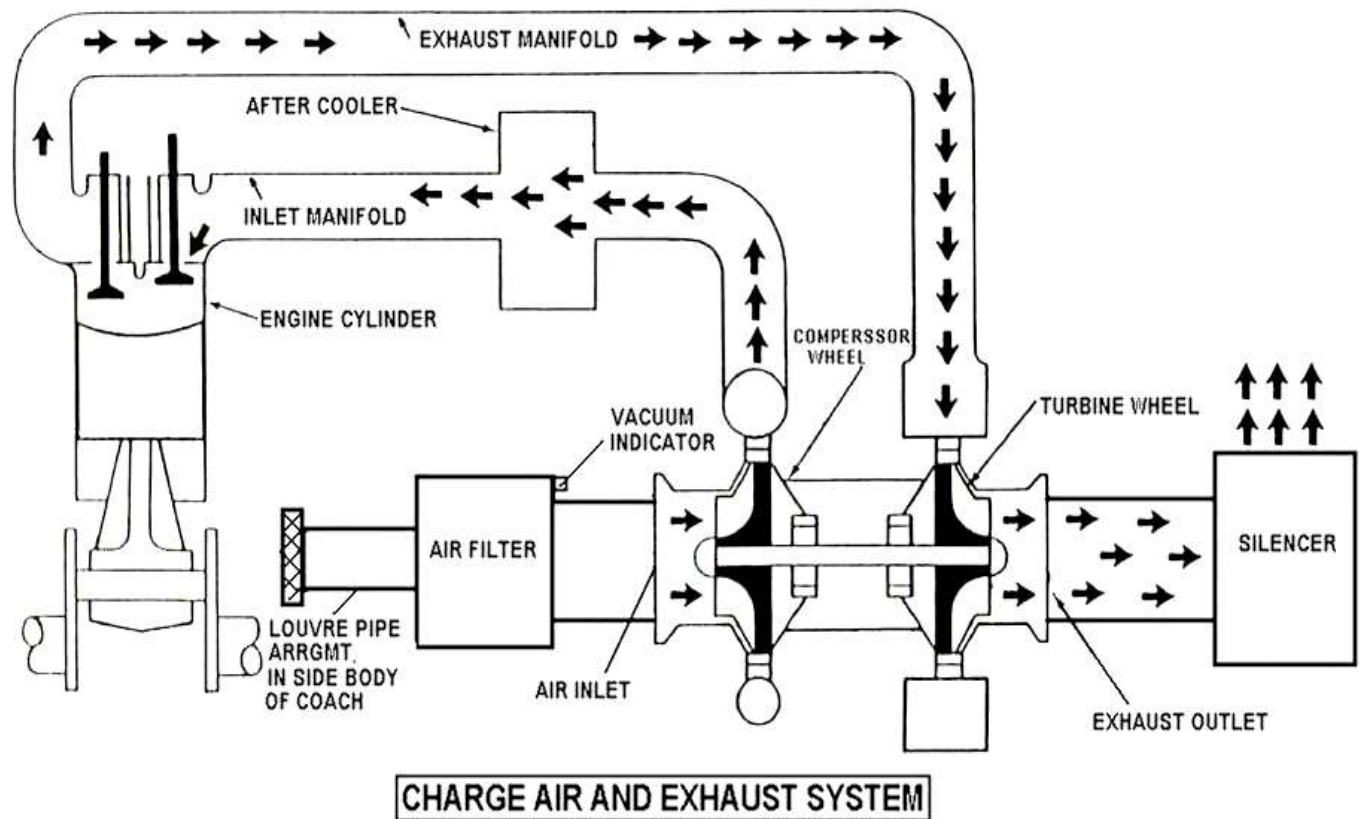 EXHAUST MANIFOLD
AFTER COOLER
INLET MANIFOLD
ENGINE CYLINDER
COMPERSSOR
WHEEL
TURBINE WHEEL
VACUUM
INDICATOR
AIR FILTER
SILENCER
LOUVRE PIPE
ARRGMT.
IN SIDE BODY
OF COACH
AIR INLET
EXHAUST OUTLET
CHARGE AIR AND EXHAUST SYSTEM